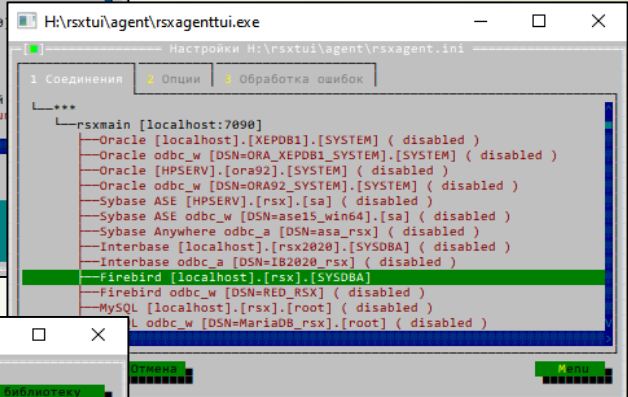 H:\rsxtui\agent\rsxagenttui.exe
Настройки H:\rsxtui\agent\rsxagent.ini
1 Соединения 2 Опции 3 Обработка ошибок
***
rsxmain [localhost:7090]
Oracle [localhost].[XEPDB1].[SYSTEM] ( disabled )
Oracle odbc_w [DSN=ORA_XEPDB1_SYSTEM].[SYSTEM] ( disabled )
Oracle [HPSERV].[ora92].[SYSTEM] ( disabled )
Oracle odbc_w [DSN=ORA92_SYSTEM].[SYSTEM] ( disabled )
Sybase ASE [HPSERV].[rsx].[sa] ( disabled )
Sybase ASE odbc_w [DSN=ase15_win64].[sa] ( disabled )
Sybase Anywhere odbc_a [DSN=asa_rsx] ( disabled )
Interbase [localhost].[rsx2020].[SYSDBA] ( disabled )
Interbase odbc_a [DSN=IB2020_rsx] ( disabled )
Firebird [localhost].[rsx].[SYSDBA]
Firebird odbc_w [DSN=RED_RSX] ( disabled )
MySQL [localhost].[rsx].[root] ( disabled )
L odbc_w [DSN=MariaDB_rsx].[root] ( disabled )
Отмена Menu
библиотеку